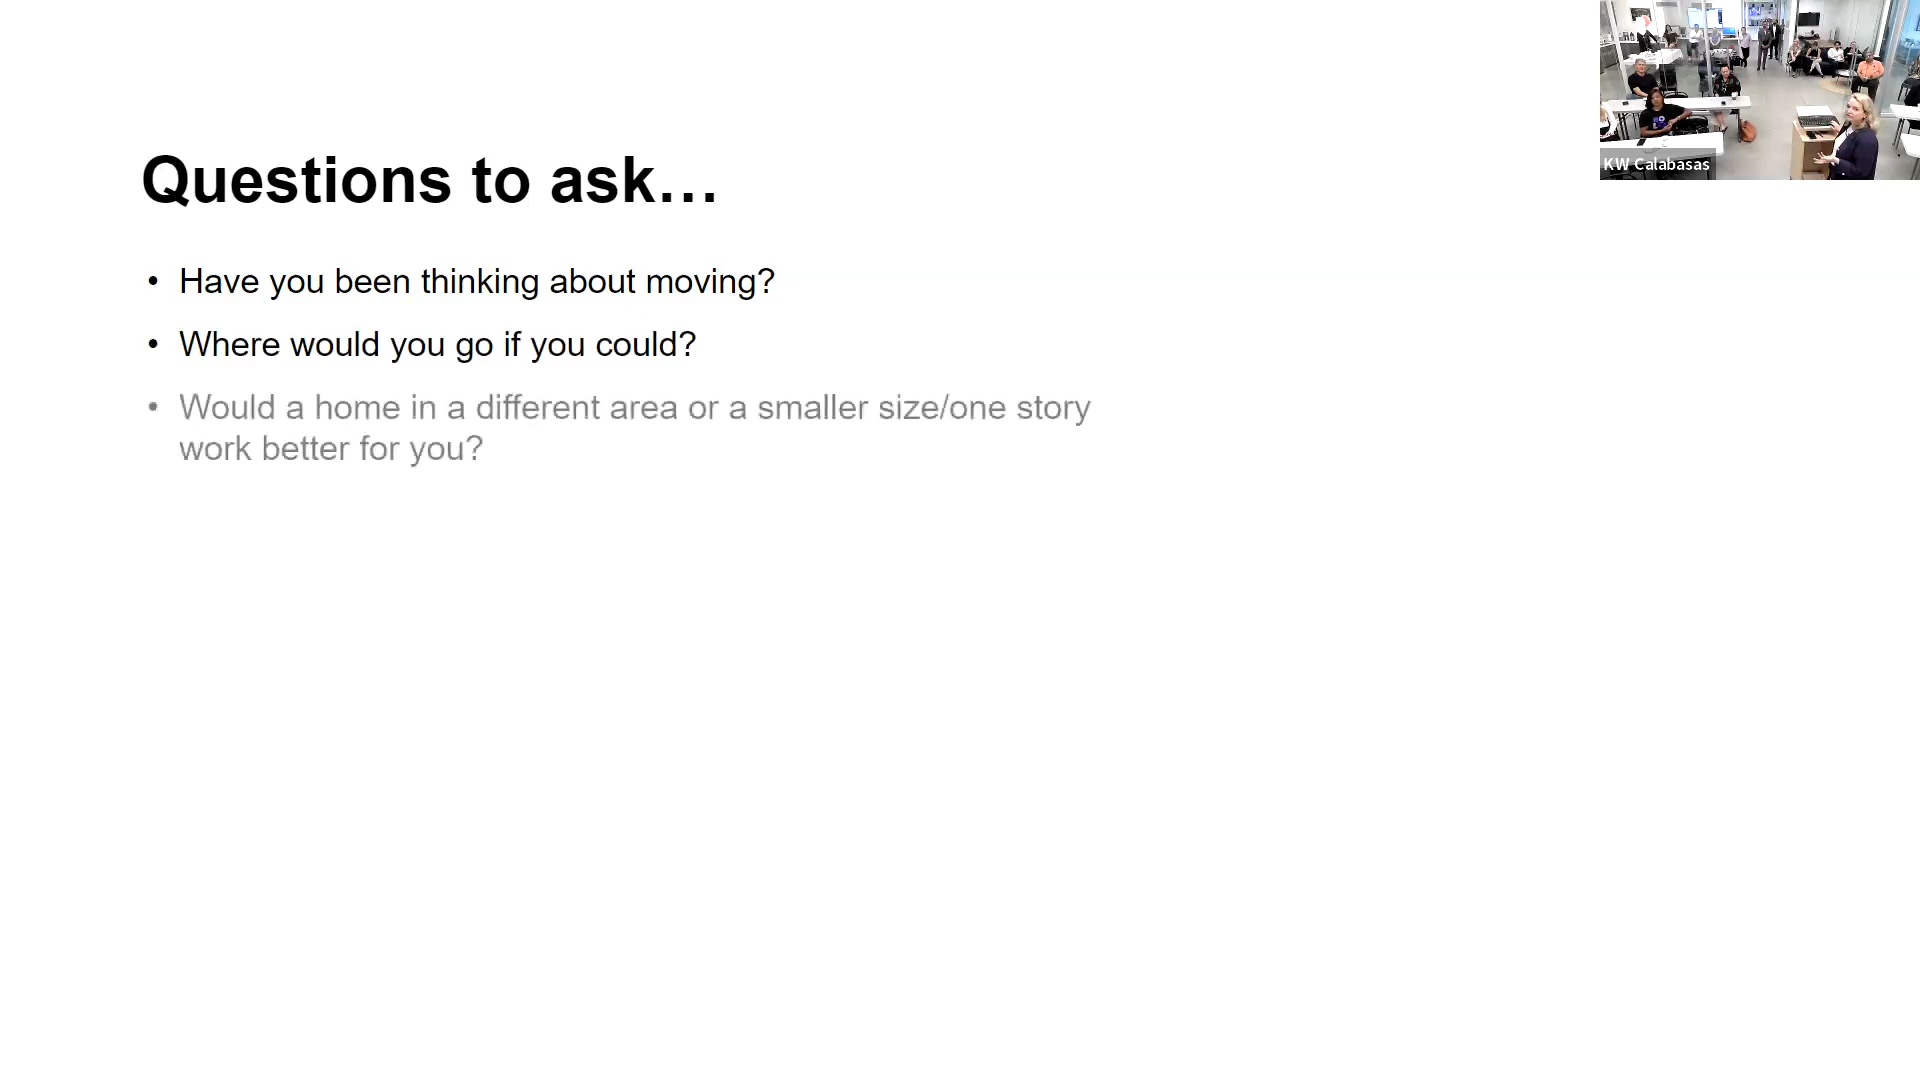 Questions to ask…
• Have you been thinking about moving?
• Where would you go if you could?
• Would a home in a different area or a smaller size/one story
work better for you?
KW Calabasas